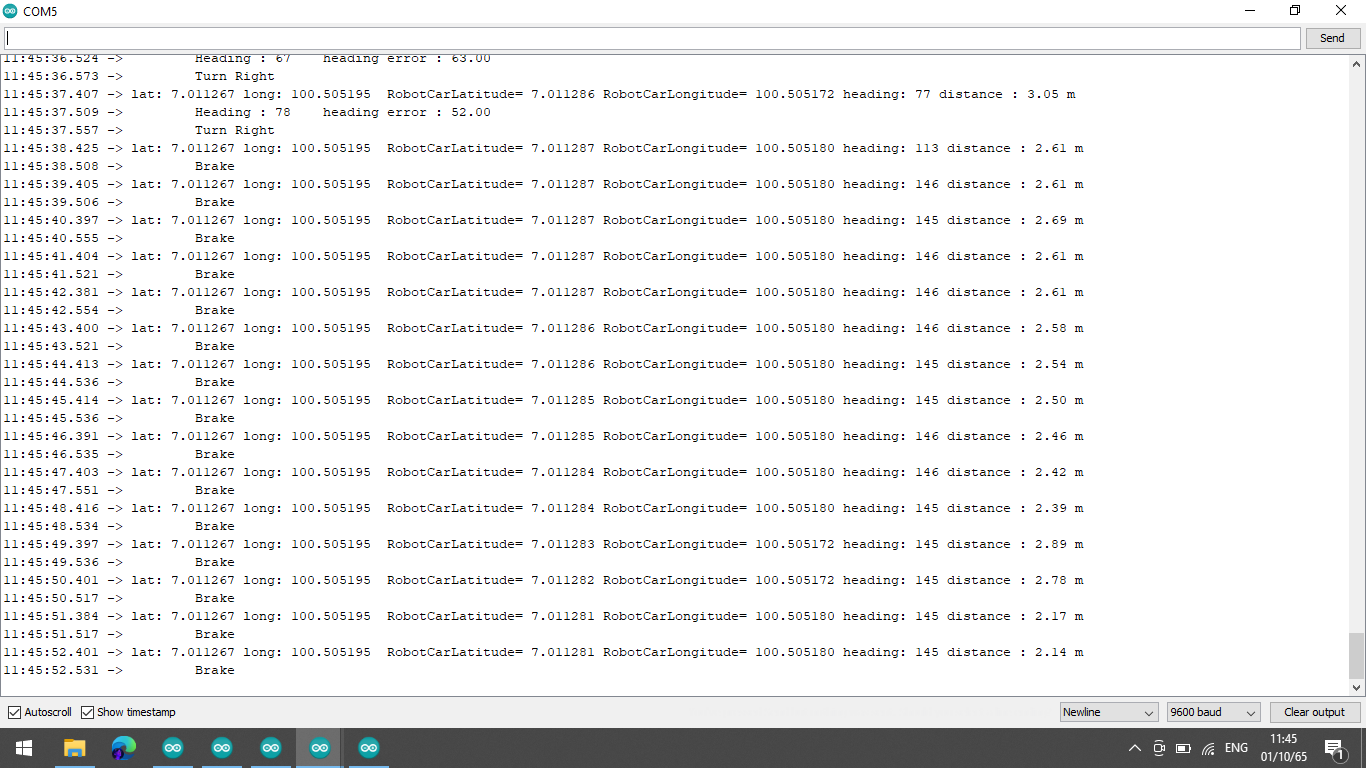 COM5
Send
11:45:36.524 -> Heading : 67 heading error : 63.00
11:45:36.573 -> Turn Right
11:45:37.407 -> lat: 7.011267 long: 100.505195 RobotCarLatitude= 7.011286 RobotCarLongitude= 100.505172 heading: 77 distance : 3.05 m
11:45:37.509 -> Heading : 78 heading error : 52.00
11:45:37.557 -> Turn Right
11:45:38.425 -> lat: 7.011267 long: 100.505195 RobotCarLatitude= 7.011287 RobotCarLongitude= 100.505180 heading: 113 distance : 2.61 m
11:45:38.508 -> Brake
11:45:39.405 -> lat: 7.011267 long: 100.505195 RobotCarLatitude= 7.011287 RobotCarLongitude= 100.505180 heading: 146 distance : 2.61 m
11:45:39.506 -> Brake
11:45:40.397 -> lat: 7.011267 long: 100.505195 RobotCarLatitude= 7.011287 RobotCarLongitude= 100.505180 heading: 145 distance : 2.69 m
11:45:40.555 -> Brake
11:45:41.404 -> lat: 7.011267 long: 100.505195 RobotCarLatitude= 7.011287 RobotCarLongitude= 100.505180 heading: 146 distance : 2.61 m
11:45:41.521 -> Brake
11:45:42.381 -> lat: 7.011267 long: 100.505195 RobotCarLatitude= 7.011287 RobotCarLongitude= 100.505180 heading: 146 distance : 2.61 m
11:45:42.554 -> Brake
11:45:43.400 -> lat: 7.011267 long: 100.505195 RobotCarLatitude= 7.011286 RobotCarLongitude= 100.505180 heading: 146 distance : 2.58 m
11:45:43.521 -> Brake
11:45:44.413 -> lat: 7.011267 long: 100.505195 RobotCarLatitude= 7.011286 RobotCarLongitude= 100.505180 heading: 145 distance : 2.54 m
11:45:44.536 -> Brake
11:45:45.414 -> lat: 7.011267 long: 100.505195 RobotCarLatitude= 7.011285 RobotCarLongitude= 100.505180 heading: 145 distance : 2.50 m
11:45:45.536 -> Brake
11:45:46.391 -> lat: 7.011267 long: 100.505195 RobotCarLatitude= 7.011285 RobotCarLongitude= 100.505180 heading: 146 distance : 2.46 m
11:45:46.535 -> Brake
11:45:47.403 -> lat: 7.011267 long: 100.505195 RobotCarLatitude= 7.011284 RobotCarLongitude= 100.505180 heading: 146 distance : 2.42 m
11:45:47.551 -> Brake
11:45:48.416 -> lat: 7.011267 long: 100.505195 RobotCarLatitude= 7.011284 RobotCarLongitude= 100.505180 heading: 145 distance : 2.39 m
11:45:48.534 -> Brake
11:45:49.397 -> lat: 7.011267 long: 100.505195 RobotCarLatitude= 7.011283 RobotCarLongitude= 100.505172 heading: 145 distance : 2.89 m
11:45:49.536 -> Brake
11:45:50.401 -> lat: 7.011267 long: 100.505195 RobotCarLatitude= 7.011282 RobotCarLongitude= 100.505172 heading: 145 distance : 2.78 m
11:45:50.517 -> Brake
11:45:51.384 -> lat: 7.011267 long: 100.505195 RobotCarLatitude= 7.011281 RobotCarLongitude= 100.505180 heading: 145 distance : 2.17 m
11:45:51.517 -> Brake
11:45:52.401 -> lat: 7.011267 long: 100.505195 RobotCarLatitude= 7.011281 RobotCarLongitude= 100.505180 heading: 145 distance : 2.14 m
11:45:52.531 -> Brake
Autoscroll Show timestamp Newline 9600 baud Clear output
ENG
11:45
01/10/65
1